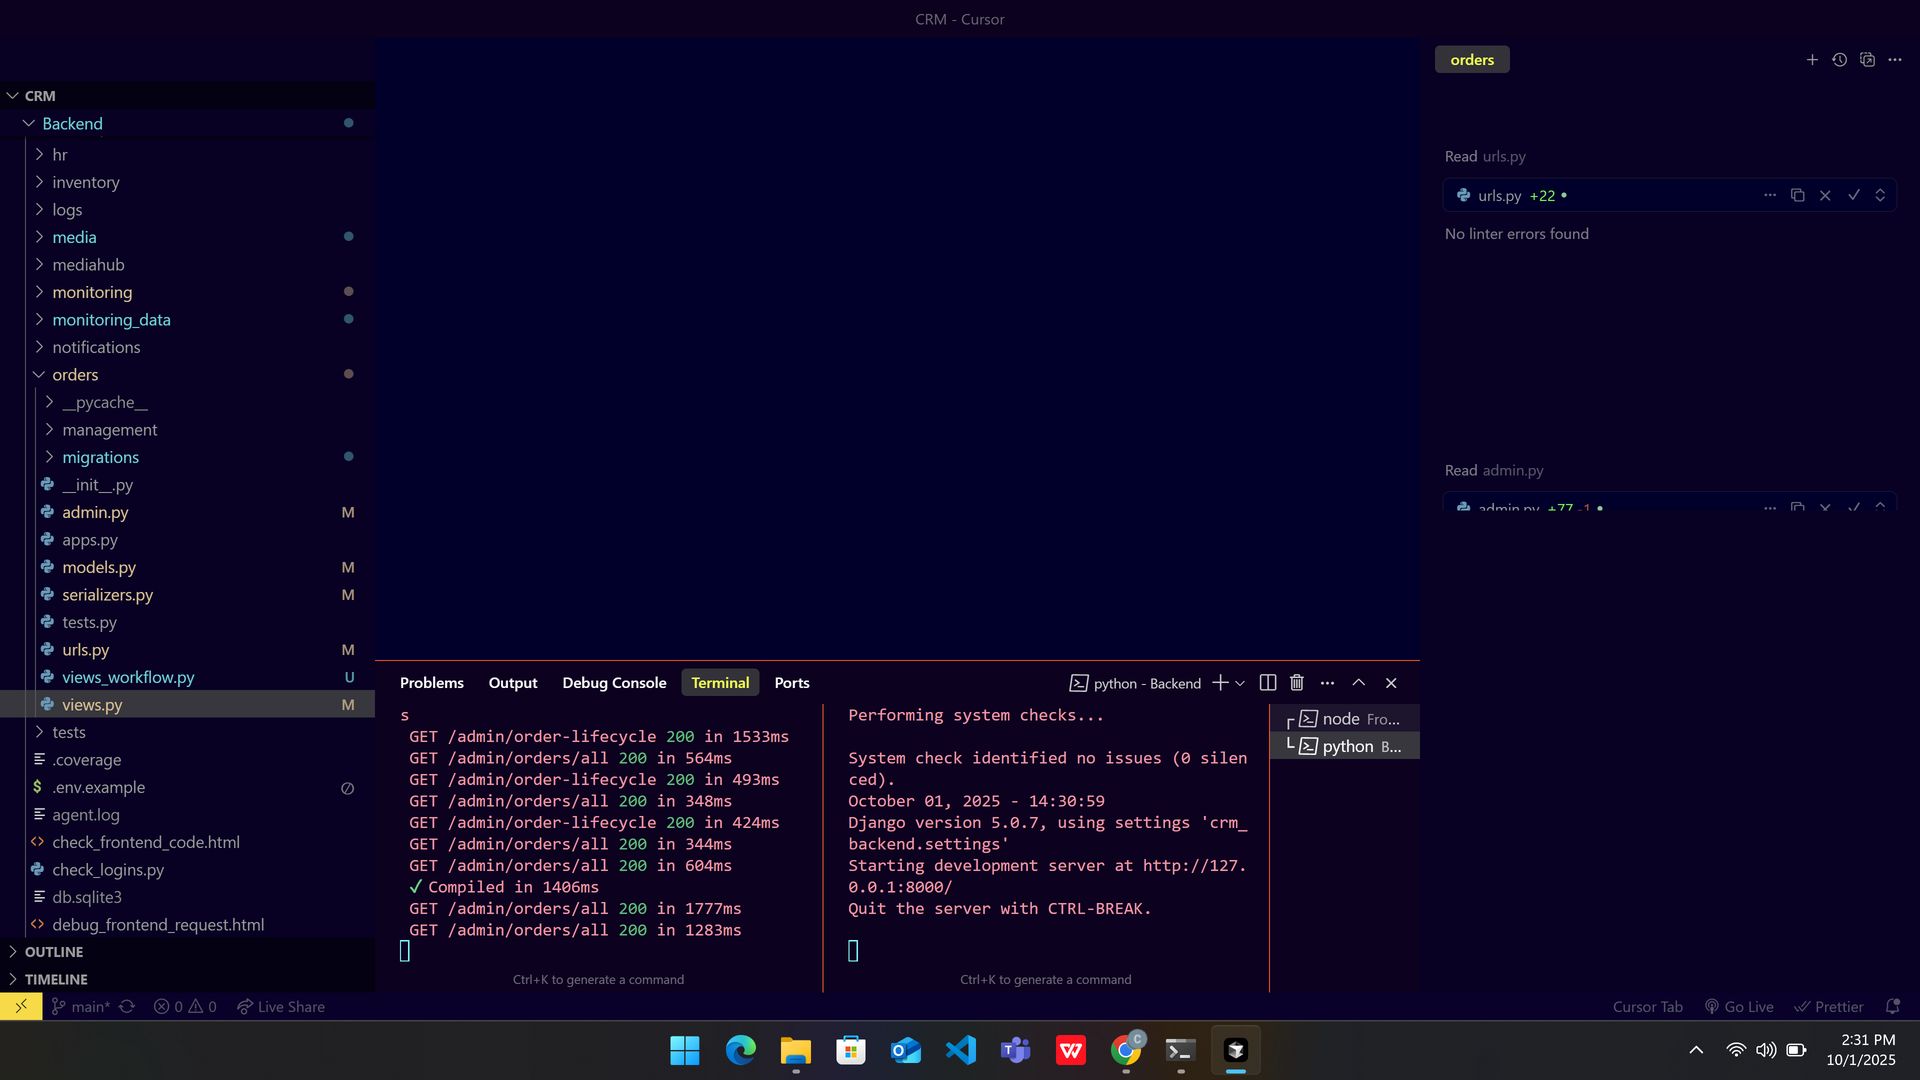 CRM - Cursor
CRM
Backend
hr
inventory
logs
media
mediahub
monitoring
monitoring_data
notifications
orders
__pycache__
management
migrations
__init__.py
admin.py M
apps.py
models.py M
serializers.py M
tests.py
urls.py M
views_workflow.py U
views.py M
tests
.coverage
$ .env.example
agent.log
check_frontend_code.html
check_logins.py
db.sqlite3
debug_frontend_request.html
OUTLINE
TIMELINE
Problems Output Debug Console Terminal Ports
python - Backend
s
GET /admin/order-lifecycle 200 in 1533ms
GET /admin/orders/all 200 in 564ms
GET /admin/order-lifecycle 200 in 493ms
GET /admin/orders/all 200 in 348ms
GET /admin/order-lifecycle 200 in 424ms
GET /admin/orders/all 200 in 344ms
GET /admin/orders/all 200 in 604ms
✓ Compiled in 1406ms
GET /admin/orders/all 200 in 1777ms
GET /admin/orders/all 200 in 1283ms
Ctrl+K to generate a command
Performing system checks...
System check identified no issues (0 silen
ced).
October 01, 2025 - 14:30:59
Django version 5.0.7, using settings 'crm_
backend.settings'
Starting development server at http://127.
0.0.1:8000/
Quit the server with CTRL-BREAK.
Ctrl+K to generate a command
node Fro...
python B...
orders
Read urls.py
urls.py +22
No linter errors found
Read admin.py
admin.py +77 -1
main* 0 0 Live Share
Cursor Tab Go Live Prettier
C
2:31 PM
10/1/2025